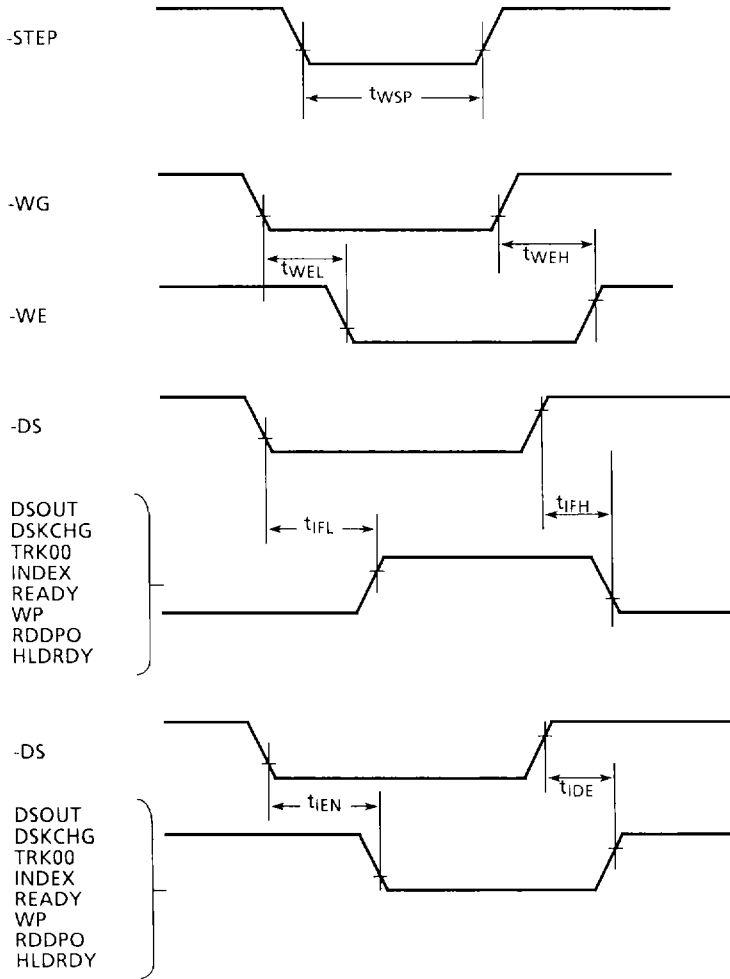 -STEP
tWSP
-WG
tWEL
tWEH
-WE
-DS
DSOUT
DSKCHG
TRK00
INDEX
READY
WP
RDDPO
HLDRDY
tIFL
tIFH
-DS
DSOUT
DSKCHG
TRK00
INDEX
READY
WP
RDDPO
HLDRDY
tIEN
tIDE